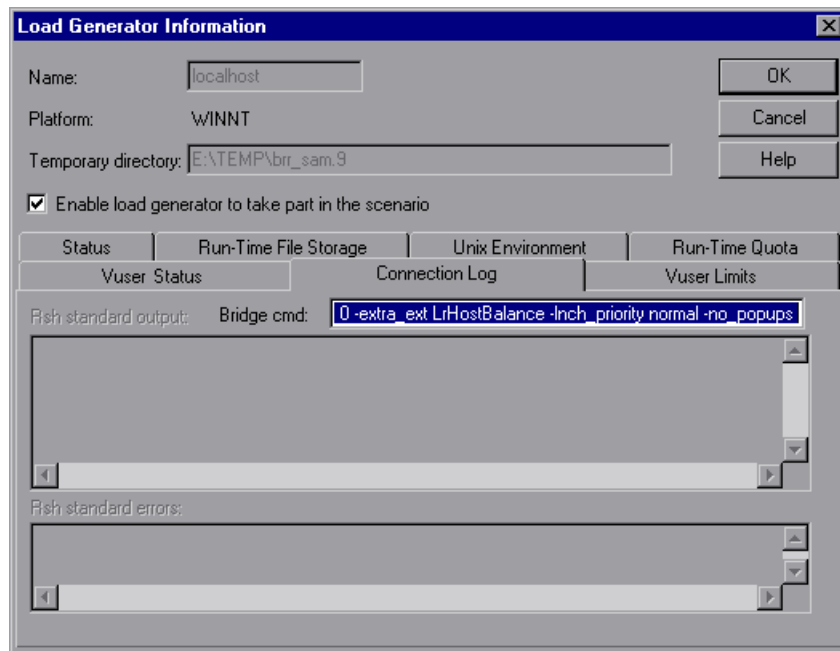 Load Generator Information
Name:
localhost
OK
Platform:
WINNT
Cancel
Temporary directory:
E:\TEMP\brr_sam.9
Help
Enable load generator to take part in the scenario
Status
Run-Time File Storage
Unix Environment
Run-Time Quota
Vuser Status
Connection Log
Vuser Limits
Rsh standard output:
Bridge cmd:
0 -extra_ext LrHostBalance -lnch_priority normal -no_popups
Rsh standard errors: